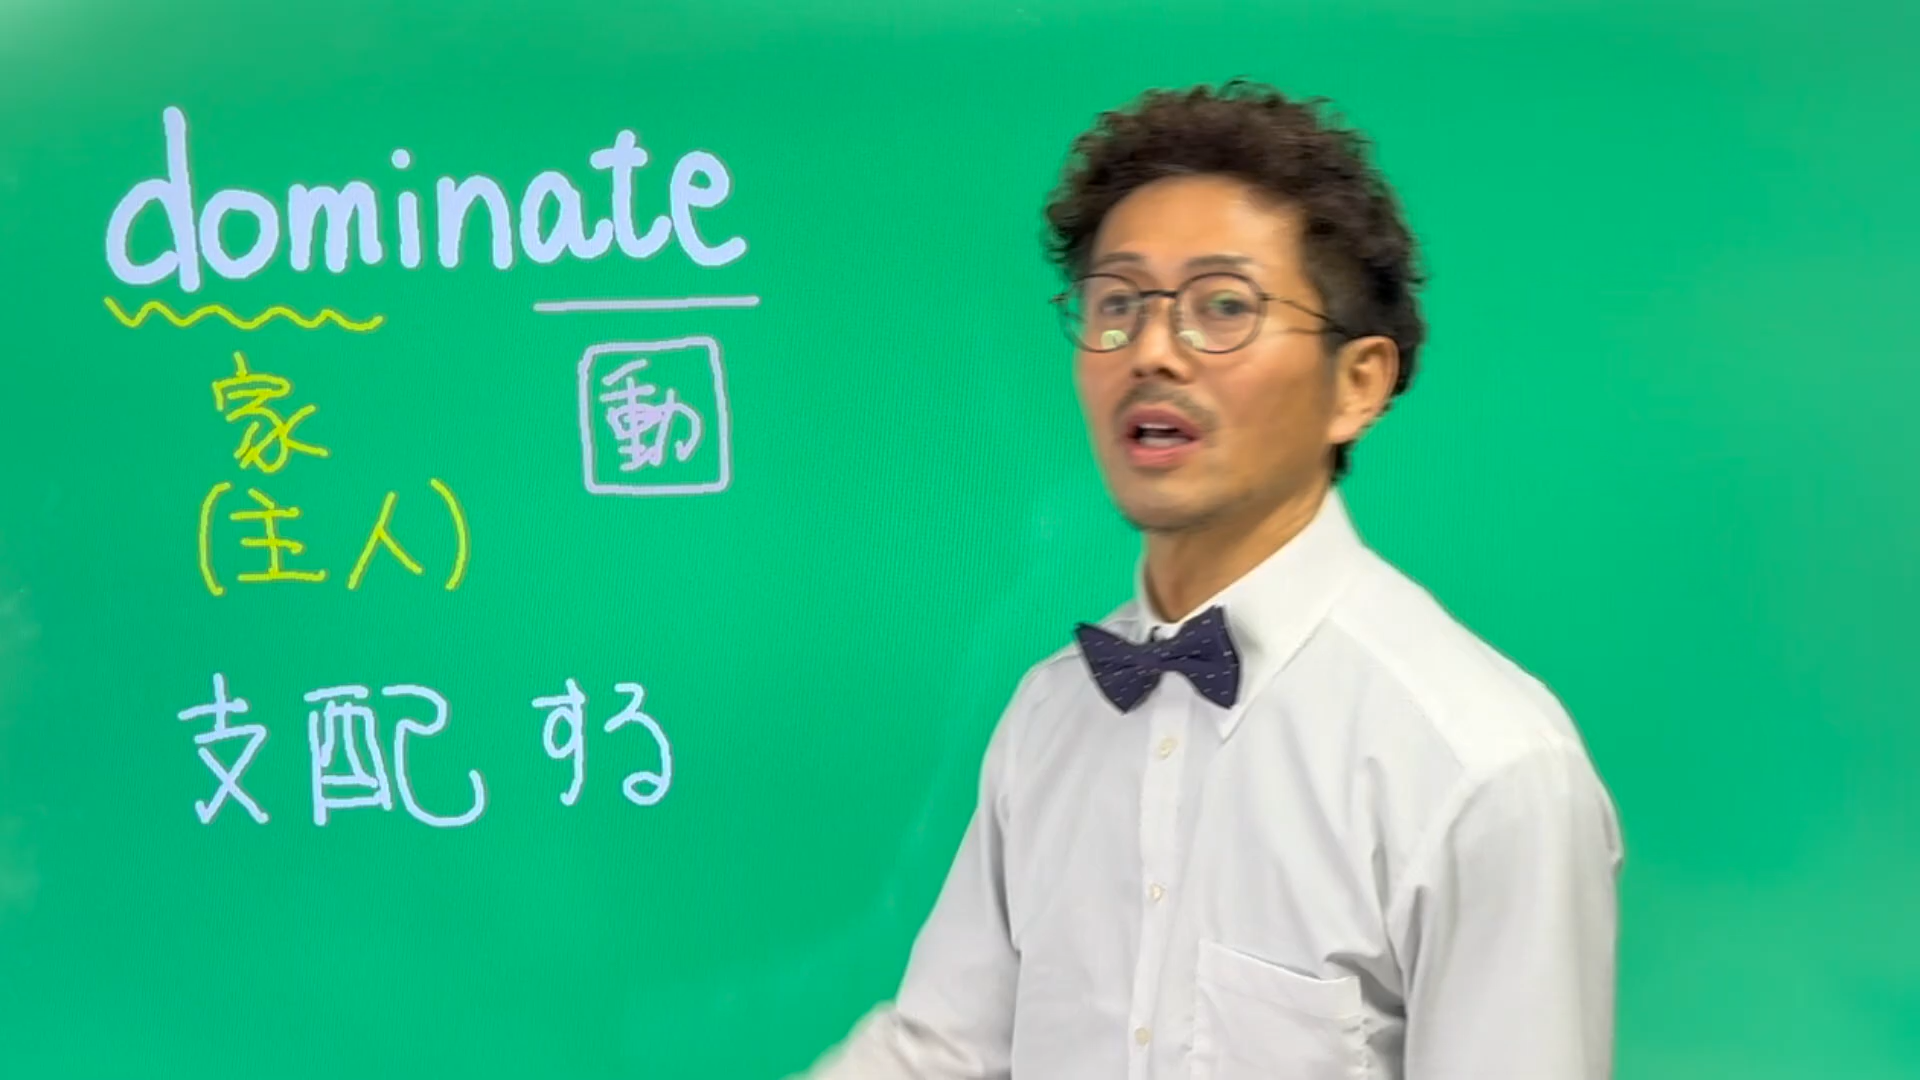 dominate
家
動
(主人)
支配する